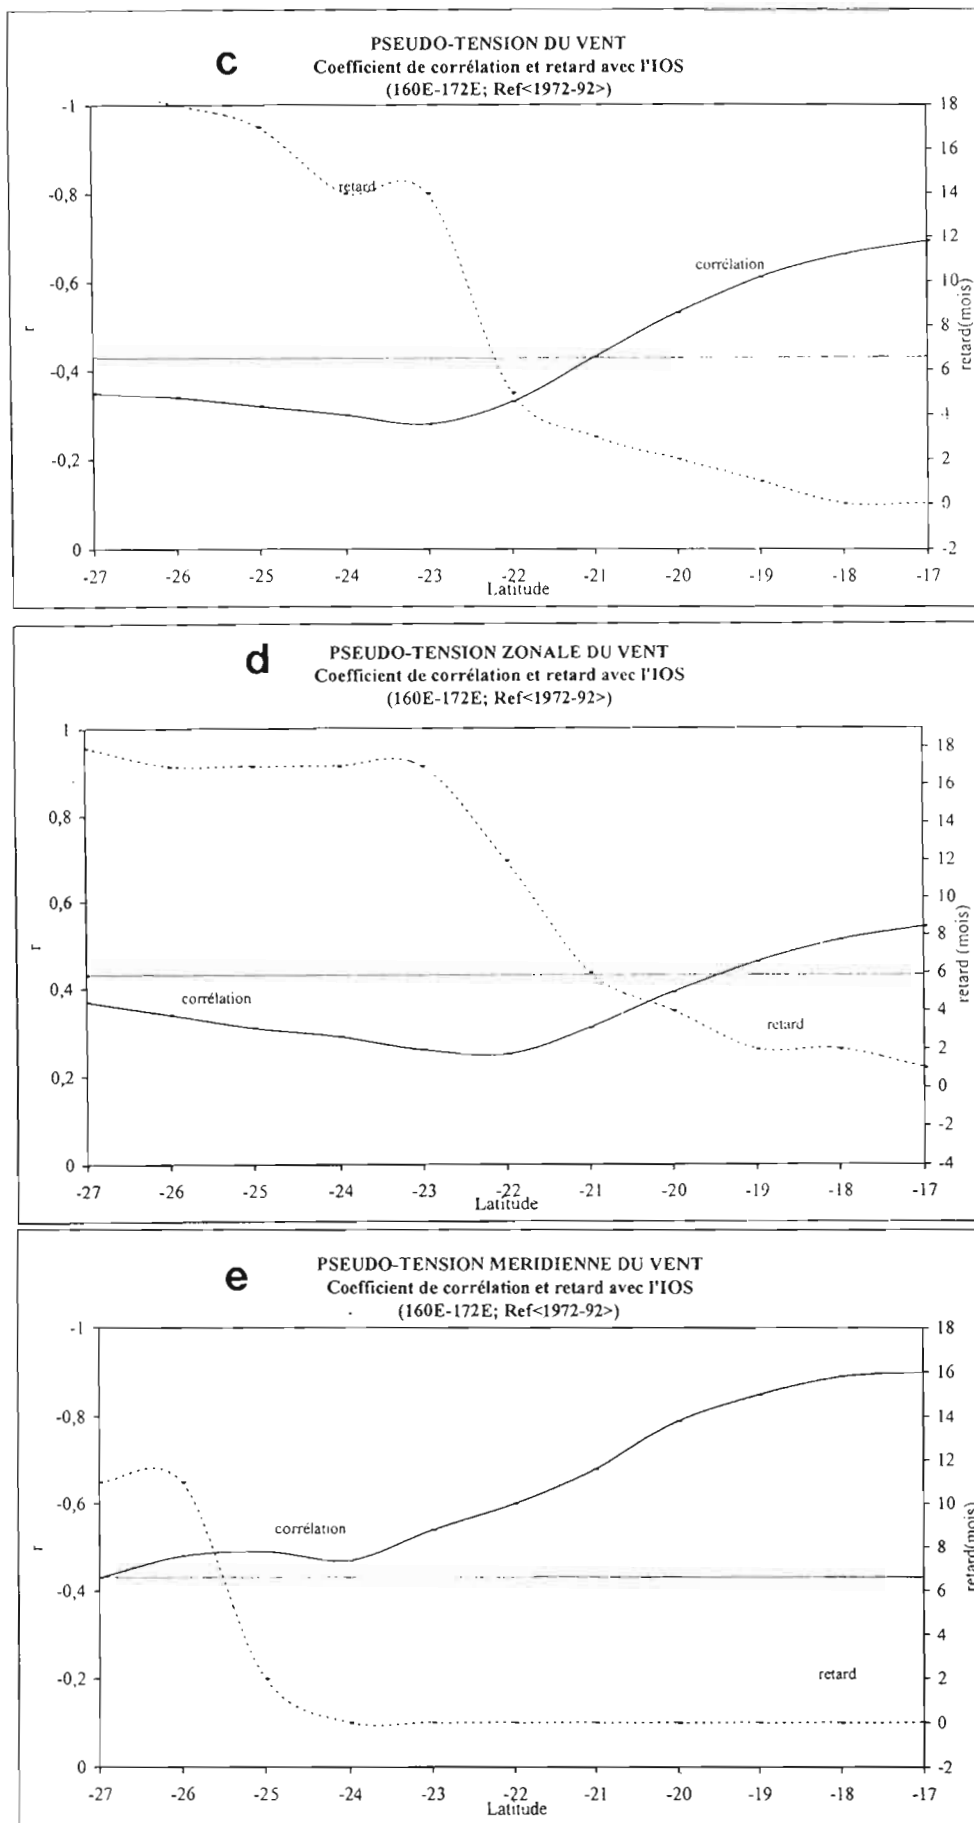 c
PSEUDO-TENSION DU VENT
Coefficient de corrélation et retard avec l'IOS
(160E-172E; Ref<1972-92>)
-1
-0,8
-0,6
-0,4
-0,2
0
r
retard
corrélation
18
16
14
12
10
8
6
4
2
0
-2
retard(mois)
-27 -26 -25 -24 -23 -22 -21 -20 -19 -18 -17
Latitude
d
PSEUDO-TENSION ZONALE DU VENT
Coefficient de corrélation et retard avec l'IOS
(160E-172E; Ref<1972-92>)
1
0,8
0,6
0,4
0,2
0
r
corrélation
retard
18
16
14
12
10
8
6
4
2
0
-2
-4
retard (mois)
-27 -26 -25 -24 -23 -22 -21 -20 -19 -18 -17
Latitude
e
PSEUDO-TENSION MERIDIENNE DU VENT
Coefficient de corrélation et retard avec l'IOS
(160E-172E; Ref<1972-92>)
-1
-0,8
-0,6
-0,4
-0,2
0
r
corrélation
retard
18
16
14
12
10
8
6
4
2
0
-2
retard(mois)
-27 -26 -25 -24 -23 -22 -21 -20 -19 -18 -17
Latitude